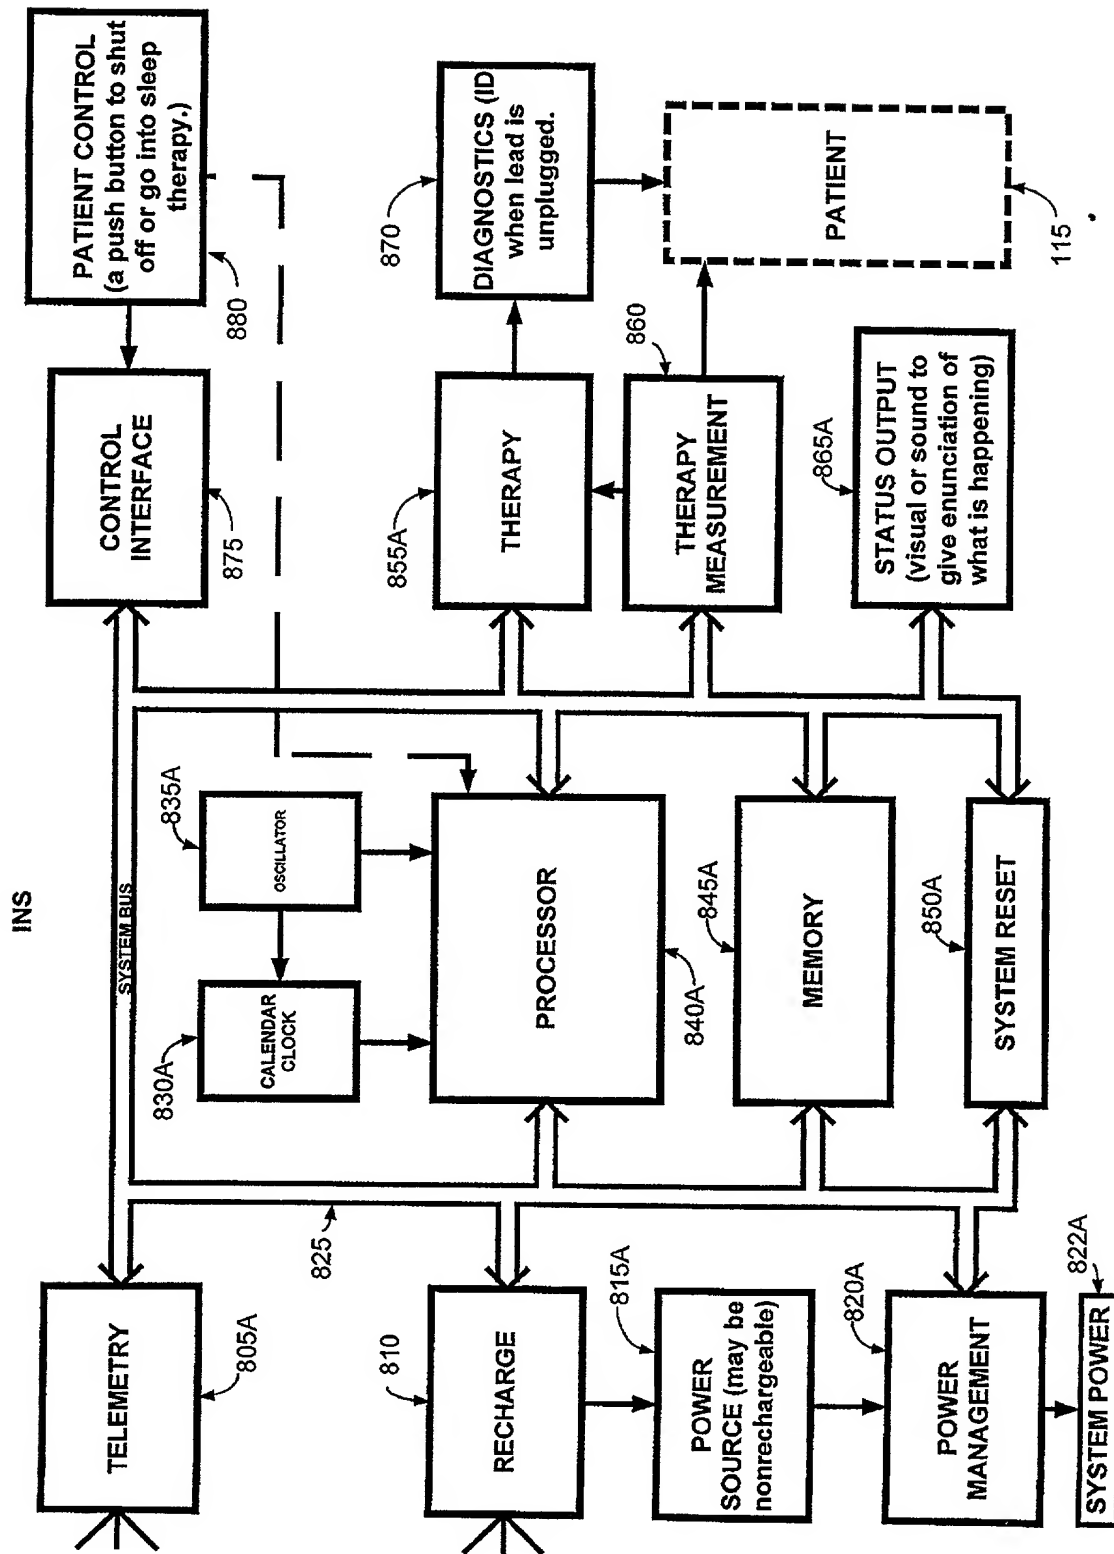 INS
TELEMETRY
805A
SYSTEM BUS
CONTROL
INTERFACE
875
PATIENT CONTROL
(a push button to shut
off or go into sleep
therapy.)
880
825
830A
CALENDAR
CLOCK
835A
OSCILLATOR
RECHARGE
810
PROCESSOR
840A
855A
THERAPY
870
DIAGNOSTICS (ID
when lead is
unplugged.
POWER
SOURCE (may be
nonrechargeable)
815A
MEMORY
845A
THERAPY
MEASUREMENT
860
PATIENT
115
POWER
MANAGEMENT
820A
SYSTEM RESET
850A
STATUS OUTPUT
(visual or sound to
give enunciation of
what is happening)
865A
SYSTEM POWER
822A